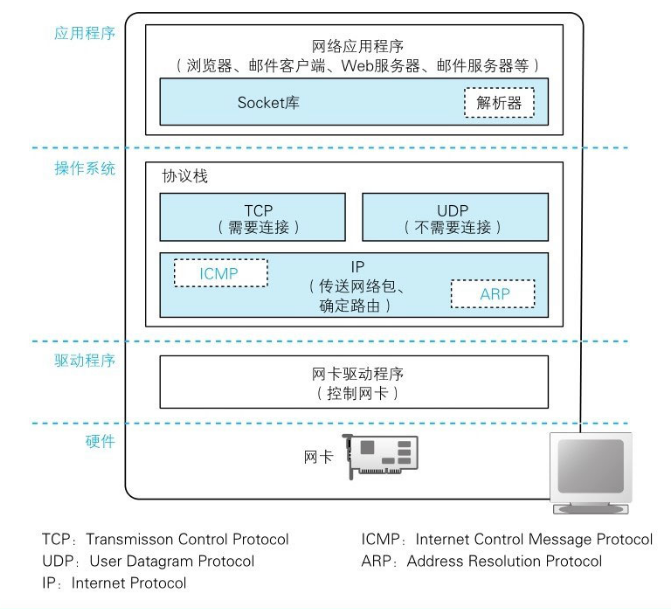 应用程序
网络应用程序
（浏览器、邮件客户端、Web服务器、邮件服务器等）
Socket库
解析器
操作系统
协议栈
TCP
（需要连接）
UDP
（不需要连接）
ICMP
IP
（传送网络包、
确定路由）
ARP
驱动程序
网卡驱动程序
（控制网卡）
硬件
网卡
TCP：Transmisson Control Protocol
UDP：User Datagram Protocol
IP：Internet Protocol
ICMP：Internet Control Message Protocol
ARP：Address Resolution Protocol